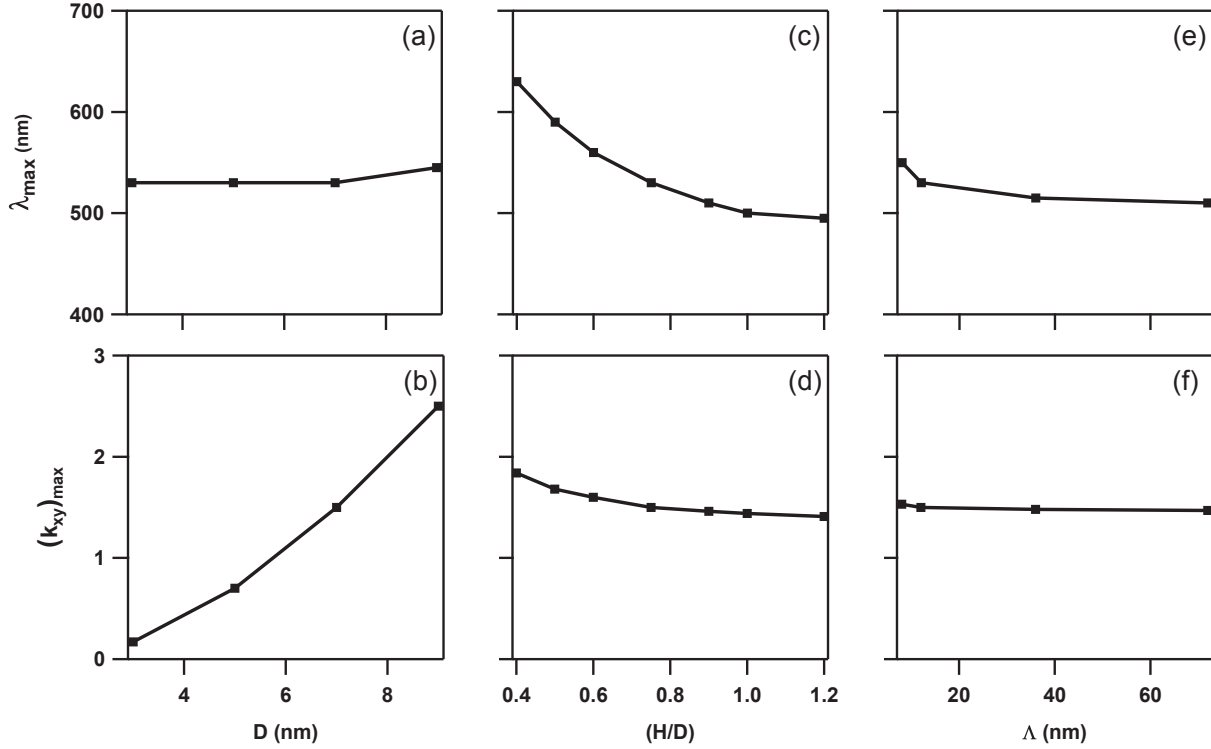 700
600
500
400
λmax (nm)
(a)
(c)
(e)
3
2
1
0
(kxy)max
(b)
(d)
(f)
4 6 8
0.4 0.6 0.8 1.0 1.2
20 40 60
D (nm)
(H/D)
Λ (nm)